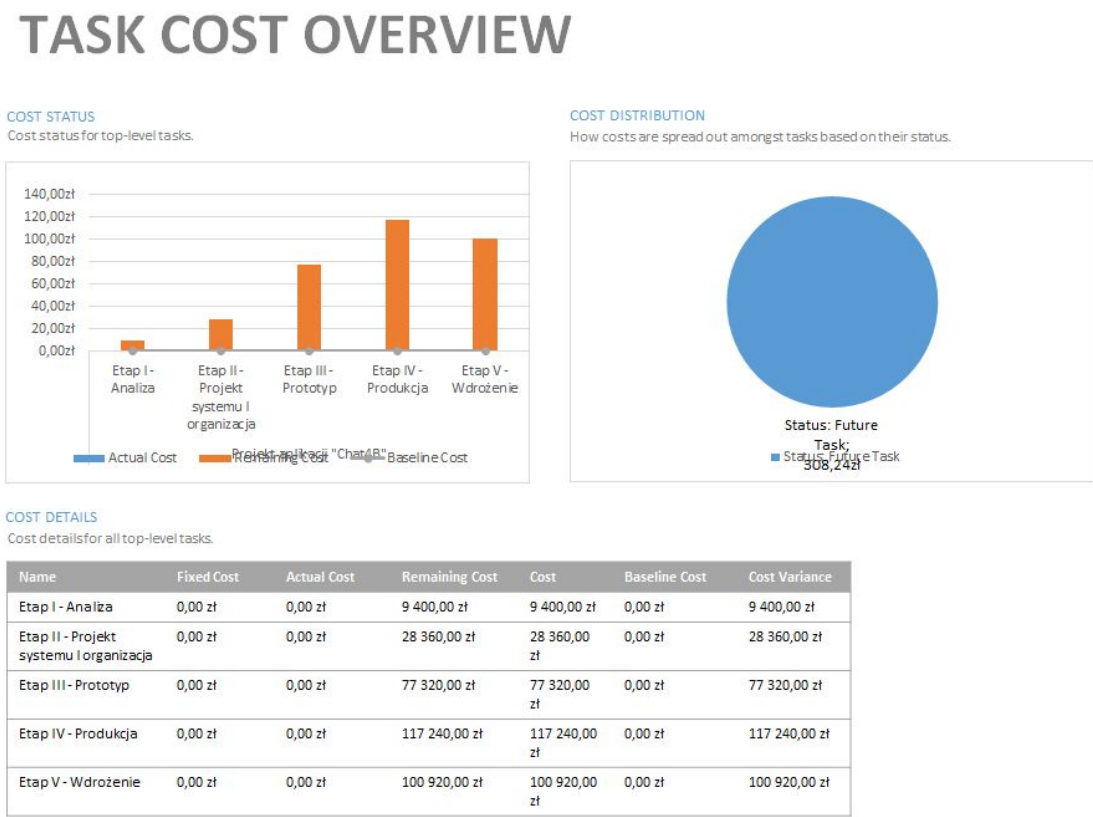 TASK COST OVERVIEW
COST STATUS
Cost status for top-level tasks.
140,00zł
120,00zł
100,00zł
80,00zł
60,00zł
40,00zł
20,00zł
0,00zł
Etap I - Analiza
Etap II - Projekt systemu I organizacja
Etap III - Prototyp
Etap IV - Produkcja
Etap V - Wdrożenie
Projekt aplikacji "Chat4B"
Actual Cost Remaining Cost Baseline Cost
COST DISTRIBUTION
How costs are spread out amongst tasks based on their status.
Status: Future
Task;
308,24zł
Status: Future Task
COST DETAILS
Cost details for all top-level tasks.
Name Fixed Cost Actual Cost Remaining Cost Cost Baseline Cost Cost Variance
Etap I - Analiza 0,00 zł 0,00 zł 9 400,00 zł 9 400,00 zł 0,00 zł 9 400,00 zł
Etap II - Projekt systemu I organizacja 0,00 zł 0,00 zł 28 360,00 zł 28 360,00 zł 0,00 zł 28 360,00 zł
Etap III - Prototyp 0,00 zł 0,00 zł 77 320,00 zł 77 320,00 zł 0,00 zł 77 320,00 zł
Etap IV - Produkcja 0,00 zł 0,00 zł 117 240,00 zł 117 240,00 zł 0,00 zł 117 240,00 zł
Etap V - Wdrożenie 0,00 zł 0,00 zł 100 920,00 zł 100 920,00 zł 0,00 zł 100 920,00 zł